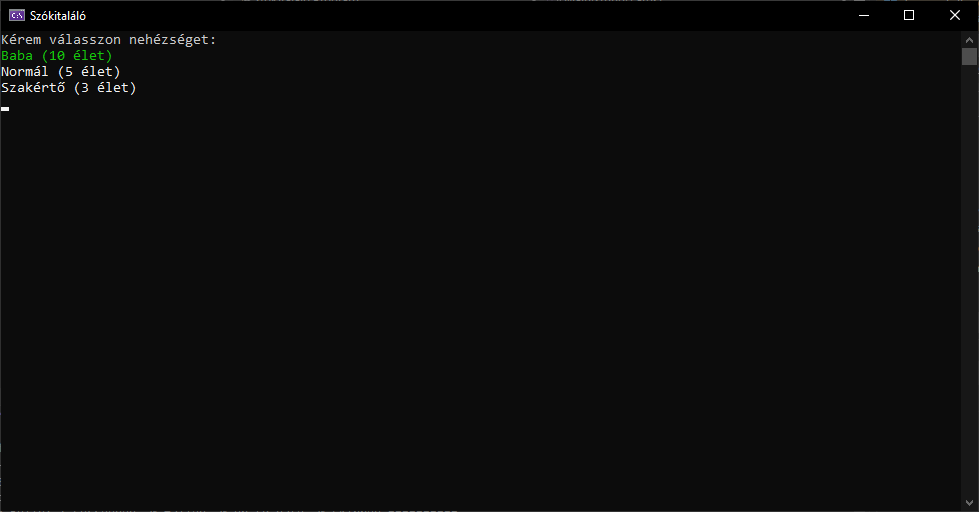 Szókitaláló
Kérem válasszon nehézséget:
Baba (10 élet)
Normál (5 élet)
Szakértő (3 élet)